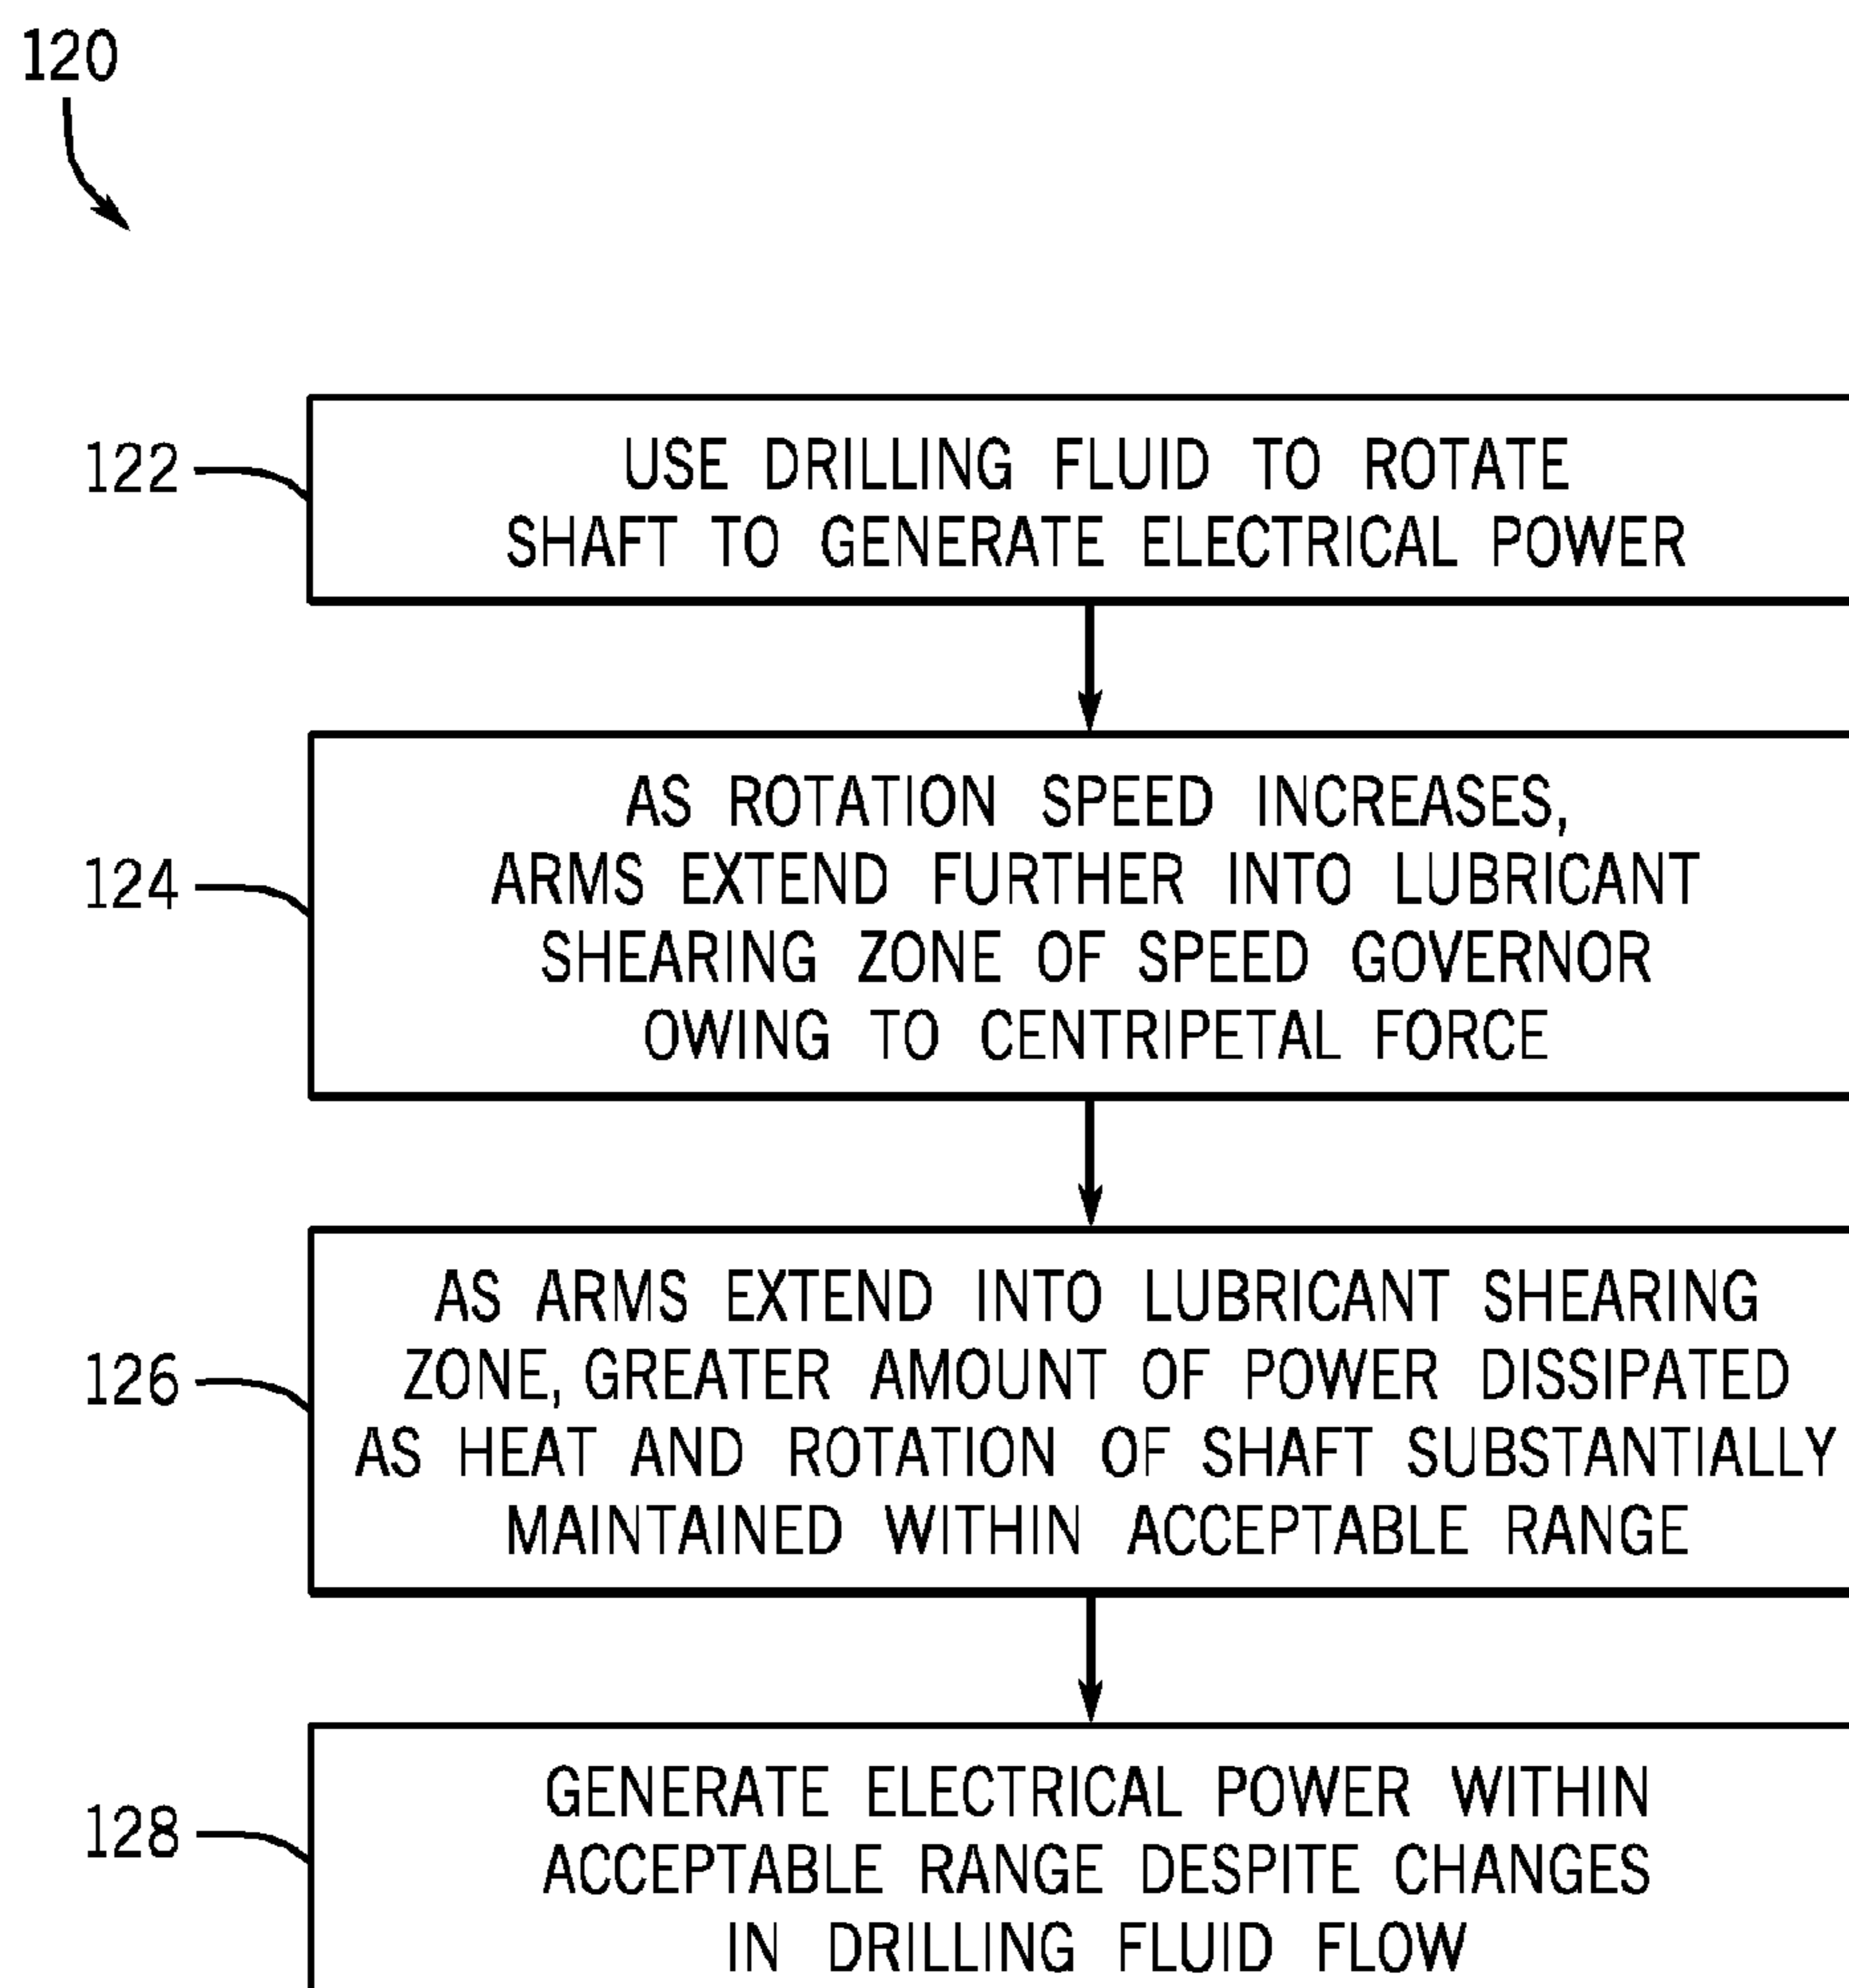 120
122
USE DRILLING FLUID TO ROTATE
SHAFT TO GENERATE ELECTRICAL POWER
124
AS ROTATION SPEED INCREASES,
ARMS EXTEND FURTHER INTO LUBRICANT
SHEARING ZONE OF SPEED GOVERNOR
OWING TO CENTRIPETAL FORCE
126
AS ARMS EXTEND INTO LUBRICANT SHEARING
ZONE, GREATER AMOUNT OF POWER DISSIPATED
AS HEAT AND ROTATION OF SHAFT SUBSTANTIALLY
MAINTAINED WITHIN ACCEPTABLE RANGE
128
GENERATE ELECTRICAL POWER WITHIN
ACCEPTABLE RANGE DESPITE CHANGES
IN DRILLING FLUID FLOW